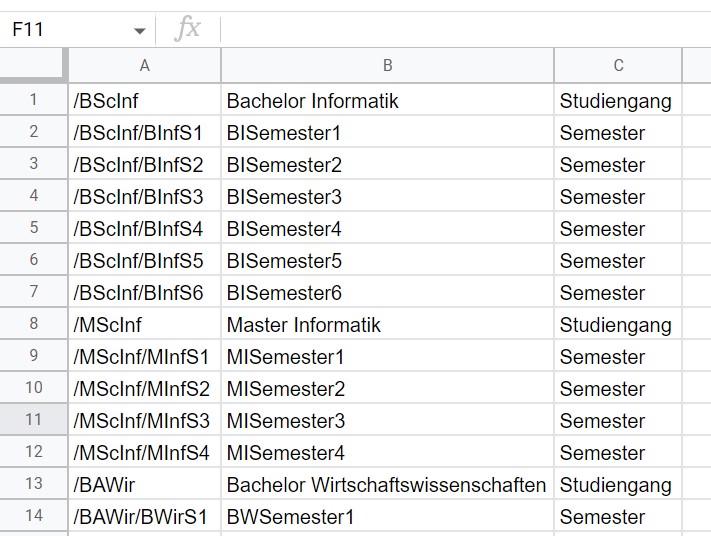 F11 fx
A B C
1 /BScInf Bachelor Informatik Studiengang
2 /BScInf/BInfS1 BISemester1 Semester
3 /BScInf/BInfS2 BISemester2 Semester
4 /BScInf/BInfS3 BISemester3 Semester
5 /BScInf/BInfS4 BISemester4 Semester
6 /BScInf/BInfS5 BISemester5 Semester
7 /BScInf/BInfS6 BISemester6 Semester
8 /MScInf Master Informatik Studiengang
9 /MScInf/MInfS1 MISemester1 Semester
10 /MScInf/MInfS2 MISemester2 Semester
11 /MScInf/MInfS3 MISemester3 Semester
12 /MScInf/MInfS4 MISemester4 Semester
13 /BAWir Bachelor Wirtschaftswissenschaften Studiengang
14 /BAWir/BWirS1 BWSemester1 Semester